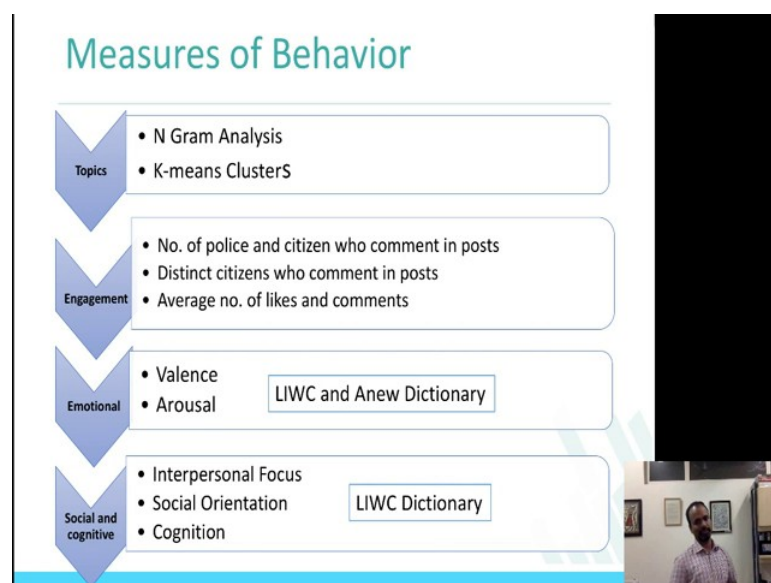 Measures of Behavior
Topics
• N Gram Analysis
• K-means Clusters
Engagement
• No. of police and citizen who comment in posts
• Distinct citizens who comment in posts
• Average no. of likes and comments
Emotional
• Valence
• Arousal
LIWC and Anew Dictionary
Social and
cognitive
• Interpersonal Focus
• Social Orientation
• Cognition
LIWC Dictionary